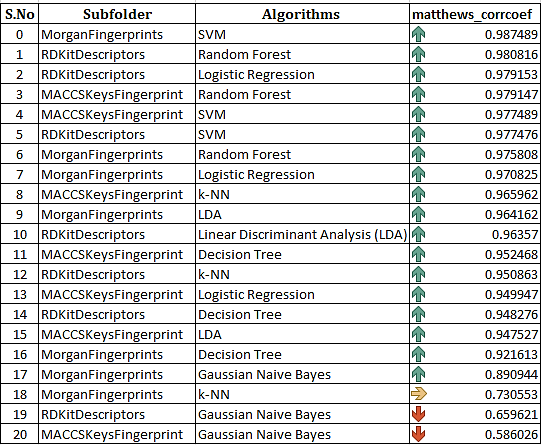 S.No Subfolder Algorithms matthews_corrcoef
0 MorganFingerprints SVM 0.987489
1 RDKitDescriptors Random Forest 0.980816
2 RDKitDescriptors Logistic Regression 0.979153
3 MACCSKeysFingerprint Random Forest 0.979147
4 MACCSKeysFingerprint SVM 0.977489
5 RDKitDescriptors SVM 0.977476
6 MorganFingerprints Random Forest 0.975808
7 MorganFingerprints Logistic Regression 0.970825
8 MACCSKeysFingerprint k-NN 0.965962
9 MorganFingerprints LDA 0.964162
10 RDKitDescriptors Linear Discriminant Analysis (LDA) 0.96357
11 MACCSKeysFingerprint Decision Tree 0.952468
12 RDKitDescriptors k-NN 0.950863
13 MACCSKeysFingerprint Logistic Regression 0.949947
14 RDKitDescriptors Decision Tree 0.948276
15 MACCSKeysFingerprint LDA 0.947527
16 MorganFingerprints Decision Tree 0.921613
17 MorganFingerprints Gaussian Naive Bayes 0.890944
18 MorganFingerprints k-NN 0.730553
19 RDKitDescriptors Gaussian Naive Bayes 0.659621
20 MACCSKeysFingerprint Gaussian Naive Bayes 0.586026